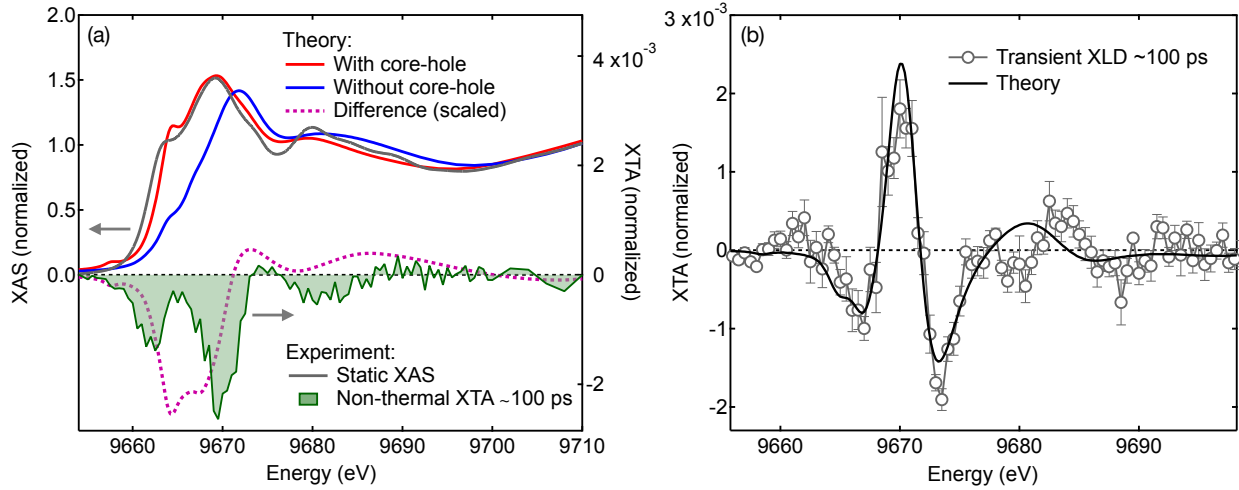 (a)
Theory:
With core-hole
Without core-hole
Difference (scaled)
Experiment:
Static XAS
Non-thermal XTA ~100 ps
XAS (normalized)
2.0
1.5
1.0
0.5
0.0
XTA (normalized)
4 x10⁻³
2
0
-2
9660
9670
9680
9690
9700
9710
Energy (eV)
(b)
Transient XLD ~100 ps
Theory
XTA (normalized)
3 x10⁻³
2
1
0
-1
-2
9660
9670
9680
9690
Energy (eV)